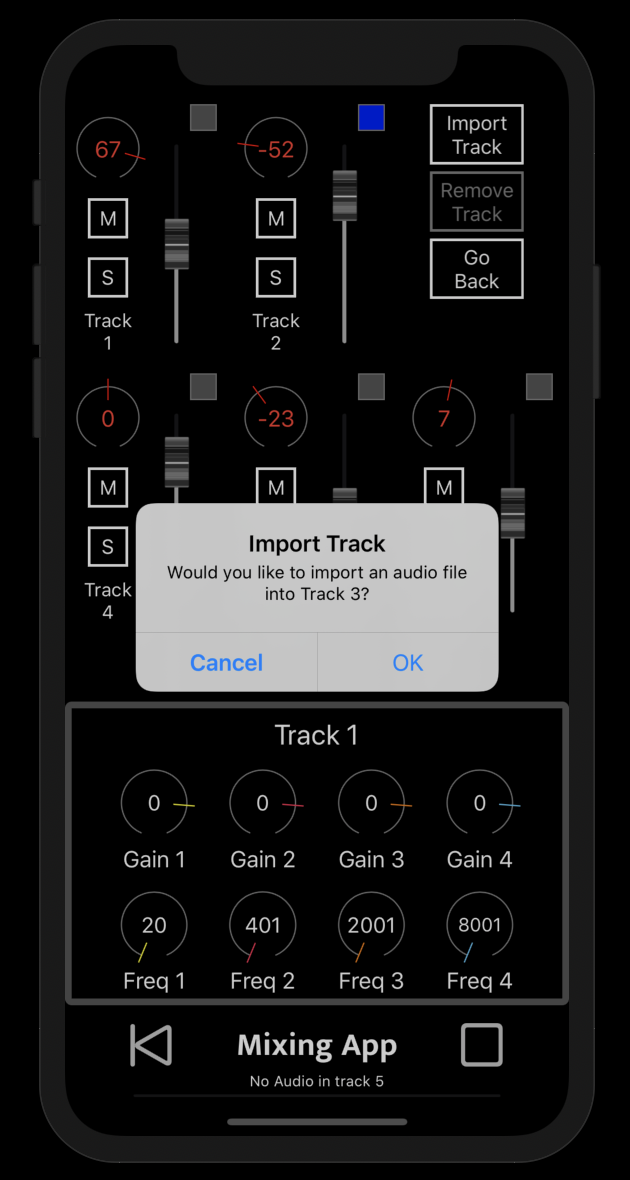 67
-52
Import
Track
M
M
Remove
Track
S
S
Go
Back
Track
1
Track
2
0
-23
7
M
M
M
S
Track
4
Import Track
Would you like to import an audio file
into Track 3?
Cancel
OK
Track 1
0
0
0
0
Gain 1
Gain 2
Gain 3
Gain 4
20
401
2001
8001
Freq 1
Freq 2
Freq 3
Freq 4
Mixing App
No Audio in track 5